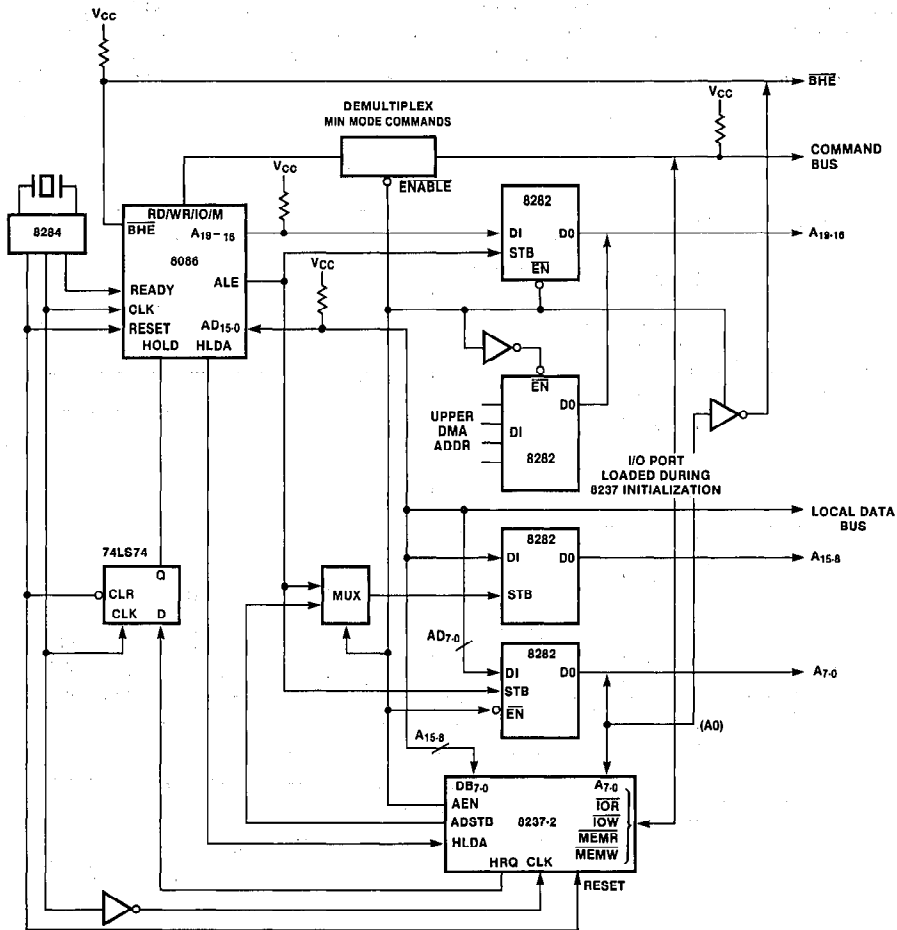 VCC
BHE
DEMULTIPLEX
MIN MODE COMMANDS
VCC
COMMAND
BUS
VCC
ENABLE
8284
RD/WR/IO/M
BHE
A19-16
8086
READY
ALE
CLK
RESET
AD15-0
HOLD
HLDA
VCC
8282
DI
D0
STB
EN
A19-16
EN
D0
UPPER
DMA
ADDR
DI
8282
I/O PORT
LOADED DURING
8237 INITIALIZATION
LOCAL DATA
BUS
74LS74
Q
CLR
CLK
D
MUX
8282
DI
D0
STB
A15-8
AD7-0
8282
DI
D0
STB
EN
A7-0
(A0)
A15-8
DB7-0
A7-0
AEN
IOR
ADSTB
8237-2
IOW
MEMR
HLDA
MEMW
HRQ
CLK
RESET